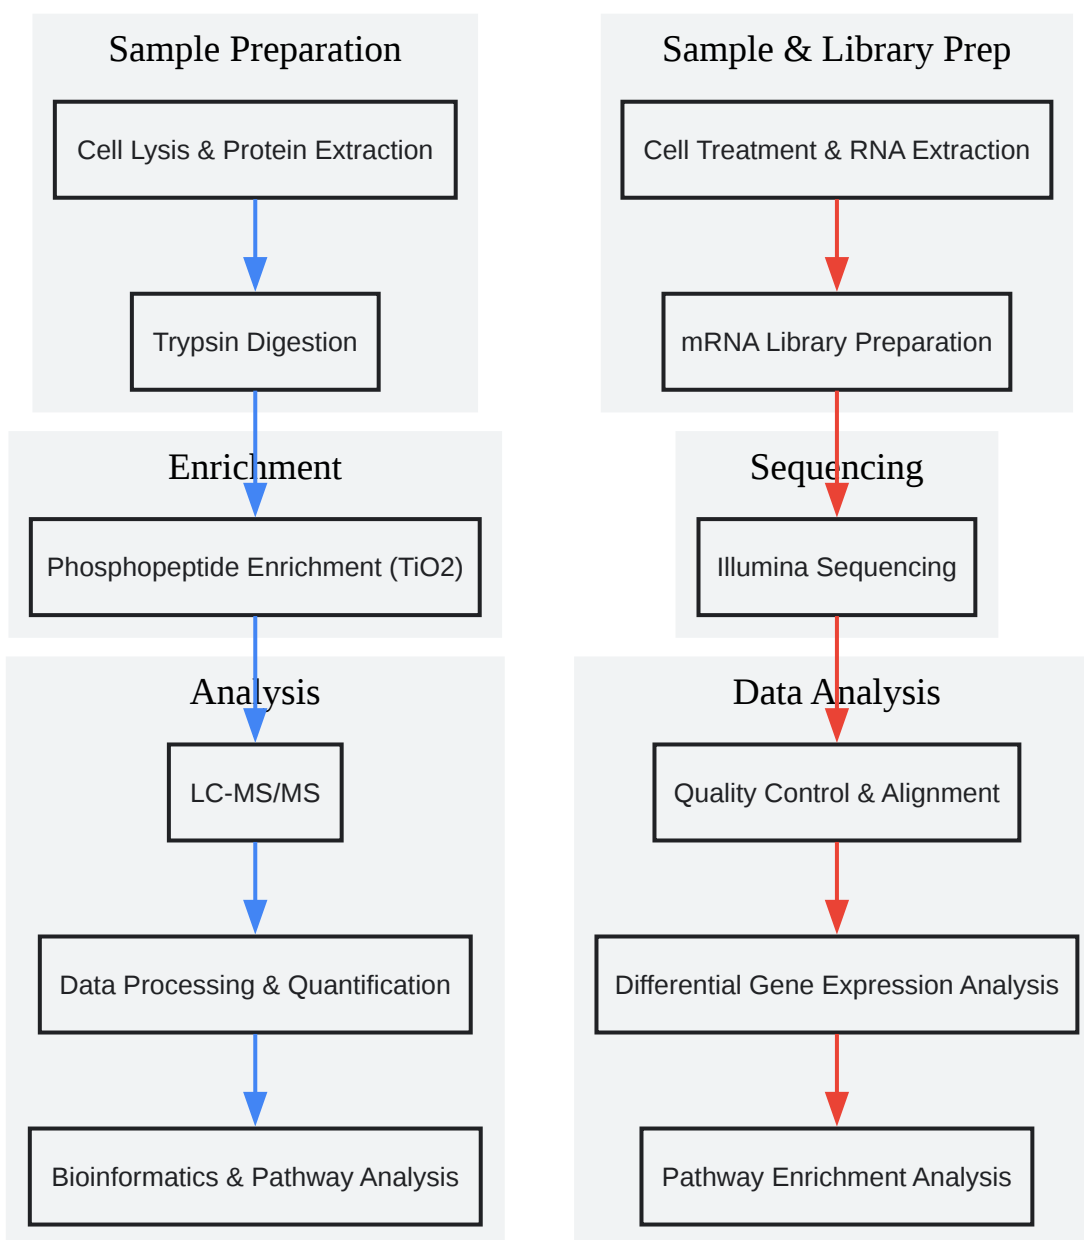 Sample Preparation
Cell Lysis & Protein Extraction
Trypsin Digestion
Enrichment
Phosphopeptide Enrichment (TiO2)
Analysis
LC-MS/MS
Data Processing & Quantification
Bioinformatics & Pathway Analysis
Sample & Library Prep
Cell Treatment & RNA Extraction
mRNA Library Preparation
Sequencing
Illumina Sequencing
Data Analysis
Quality Control & Alignment
Differential Gene Expression Analysis
Pathway Enrichment Analysis